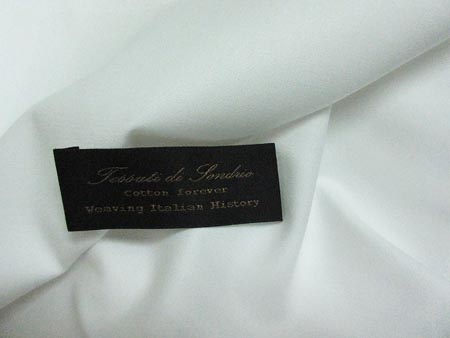 Tessuti di Sondrio
Cotton forever
Weaving Italian History